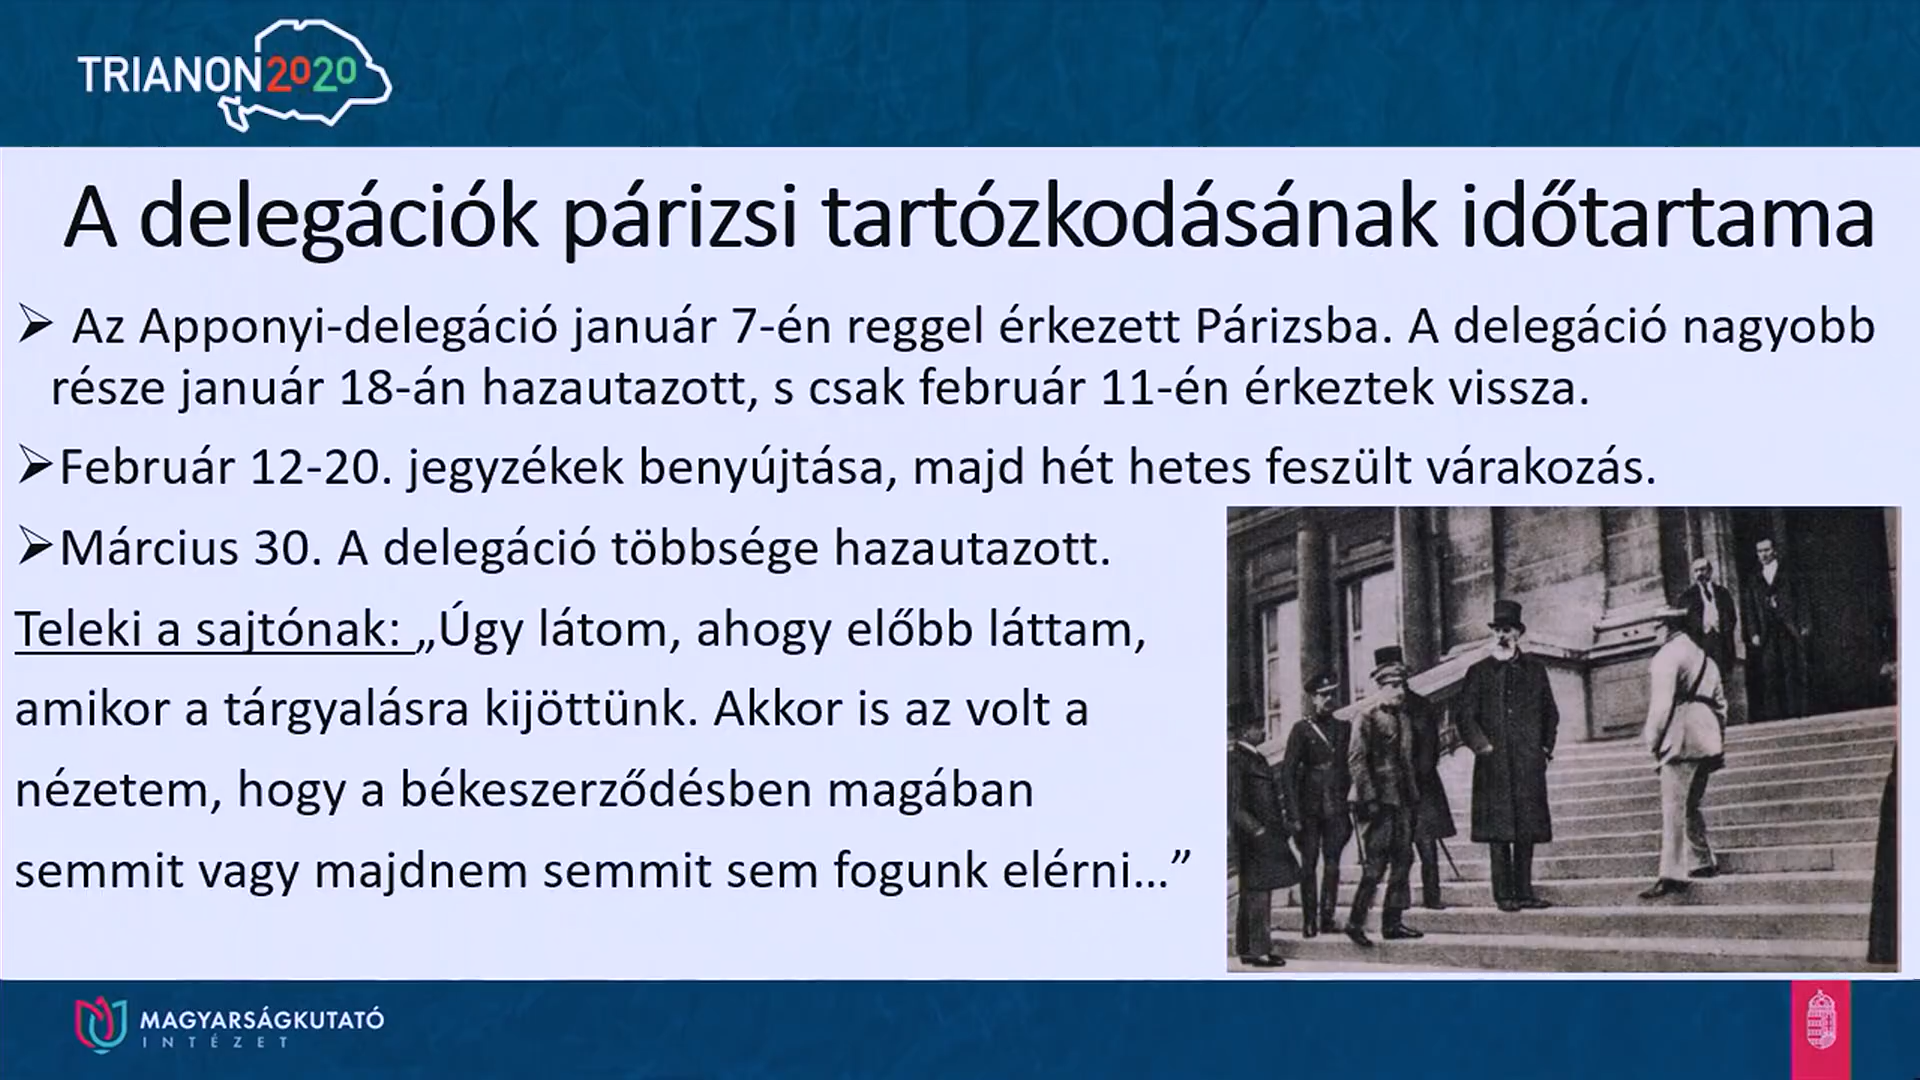 TRIANON2020
A delegációk párizsi tartózkodásának időtartama
➢ Az Apponyi-delegáció január 7-én reggel érkezett Párizsba. A delegáció nagyobb
része január 18-án hazautazott, s csak február 11-én érkeztek vissza.
➢Február 12-20. jegyzékek benyújtása, majd hét hetes feszült várakozás.
➢Március 30. A delegáció többsége hazautazott.
Teleki a sajtónak: „Úgy látom, ahogy előbb láttam,
amikor a tárgyalásra kijöttünk. Akkor is az volt a
nézetem, hogy a békeszerződésben magában
semmit vagy majdnem semmit sem fogunk elérni…”
MAGYARSÁGKUTATÓ
INTÉZET